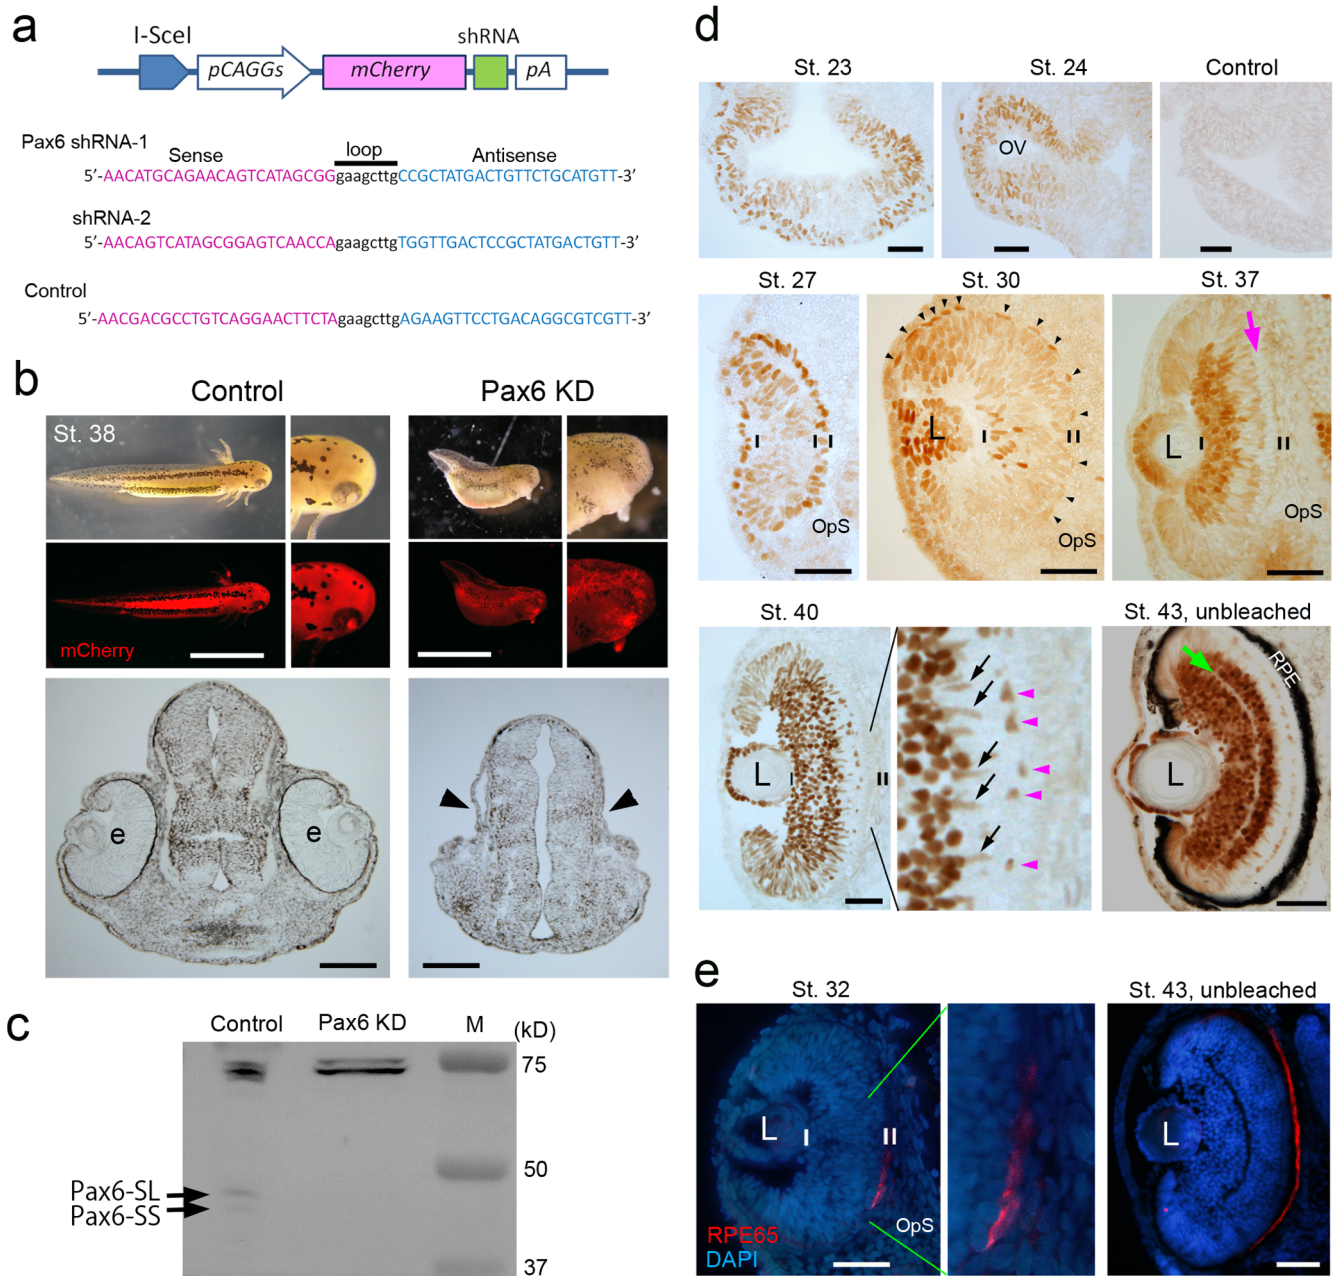 a
I-SceI
shRNA
pCAGGs
mCherry
pA
Pax6 shRNA-1
Sense
loop
Antisense
5’-AACATGCAGAACAGTCATAGCGGgaagcttgCCGCTATGACTGTTCTGCATGTT-3’
shRNA-2
5’-AACAGTCATAGCGGAGTCAACCAgaagcttgTGGTTGACTCCGCTATGACTGTT-3’
Control
5’-AACGACGCCTGTCAGGAACTTCTAgaagcttgAGAAGTTCCTGACAGGCGTCGTT-3’
b
Control
Pax6 KD
St. 38
mCherry
e
e
c
Control
Pax6 KD
M
(kD)
75
50
37
Pax6-SL
Pax6-SS
d
St. 23
St. 24
Control
OV
St. 27
St. 30
St. 37
I
II
OpS
L
I
II
OpS
L
I
II
OpS
St. 40
St. 43, unbleached
L
I
II
RPE
L
e
St. 32
St. 43, unbleached
L
I
II
OpS
RPE65
DAPI
L